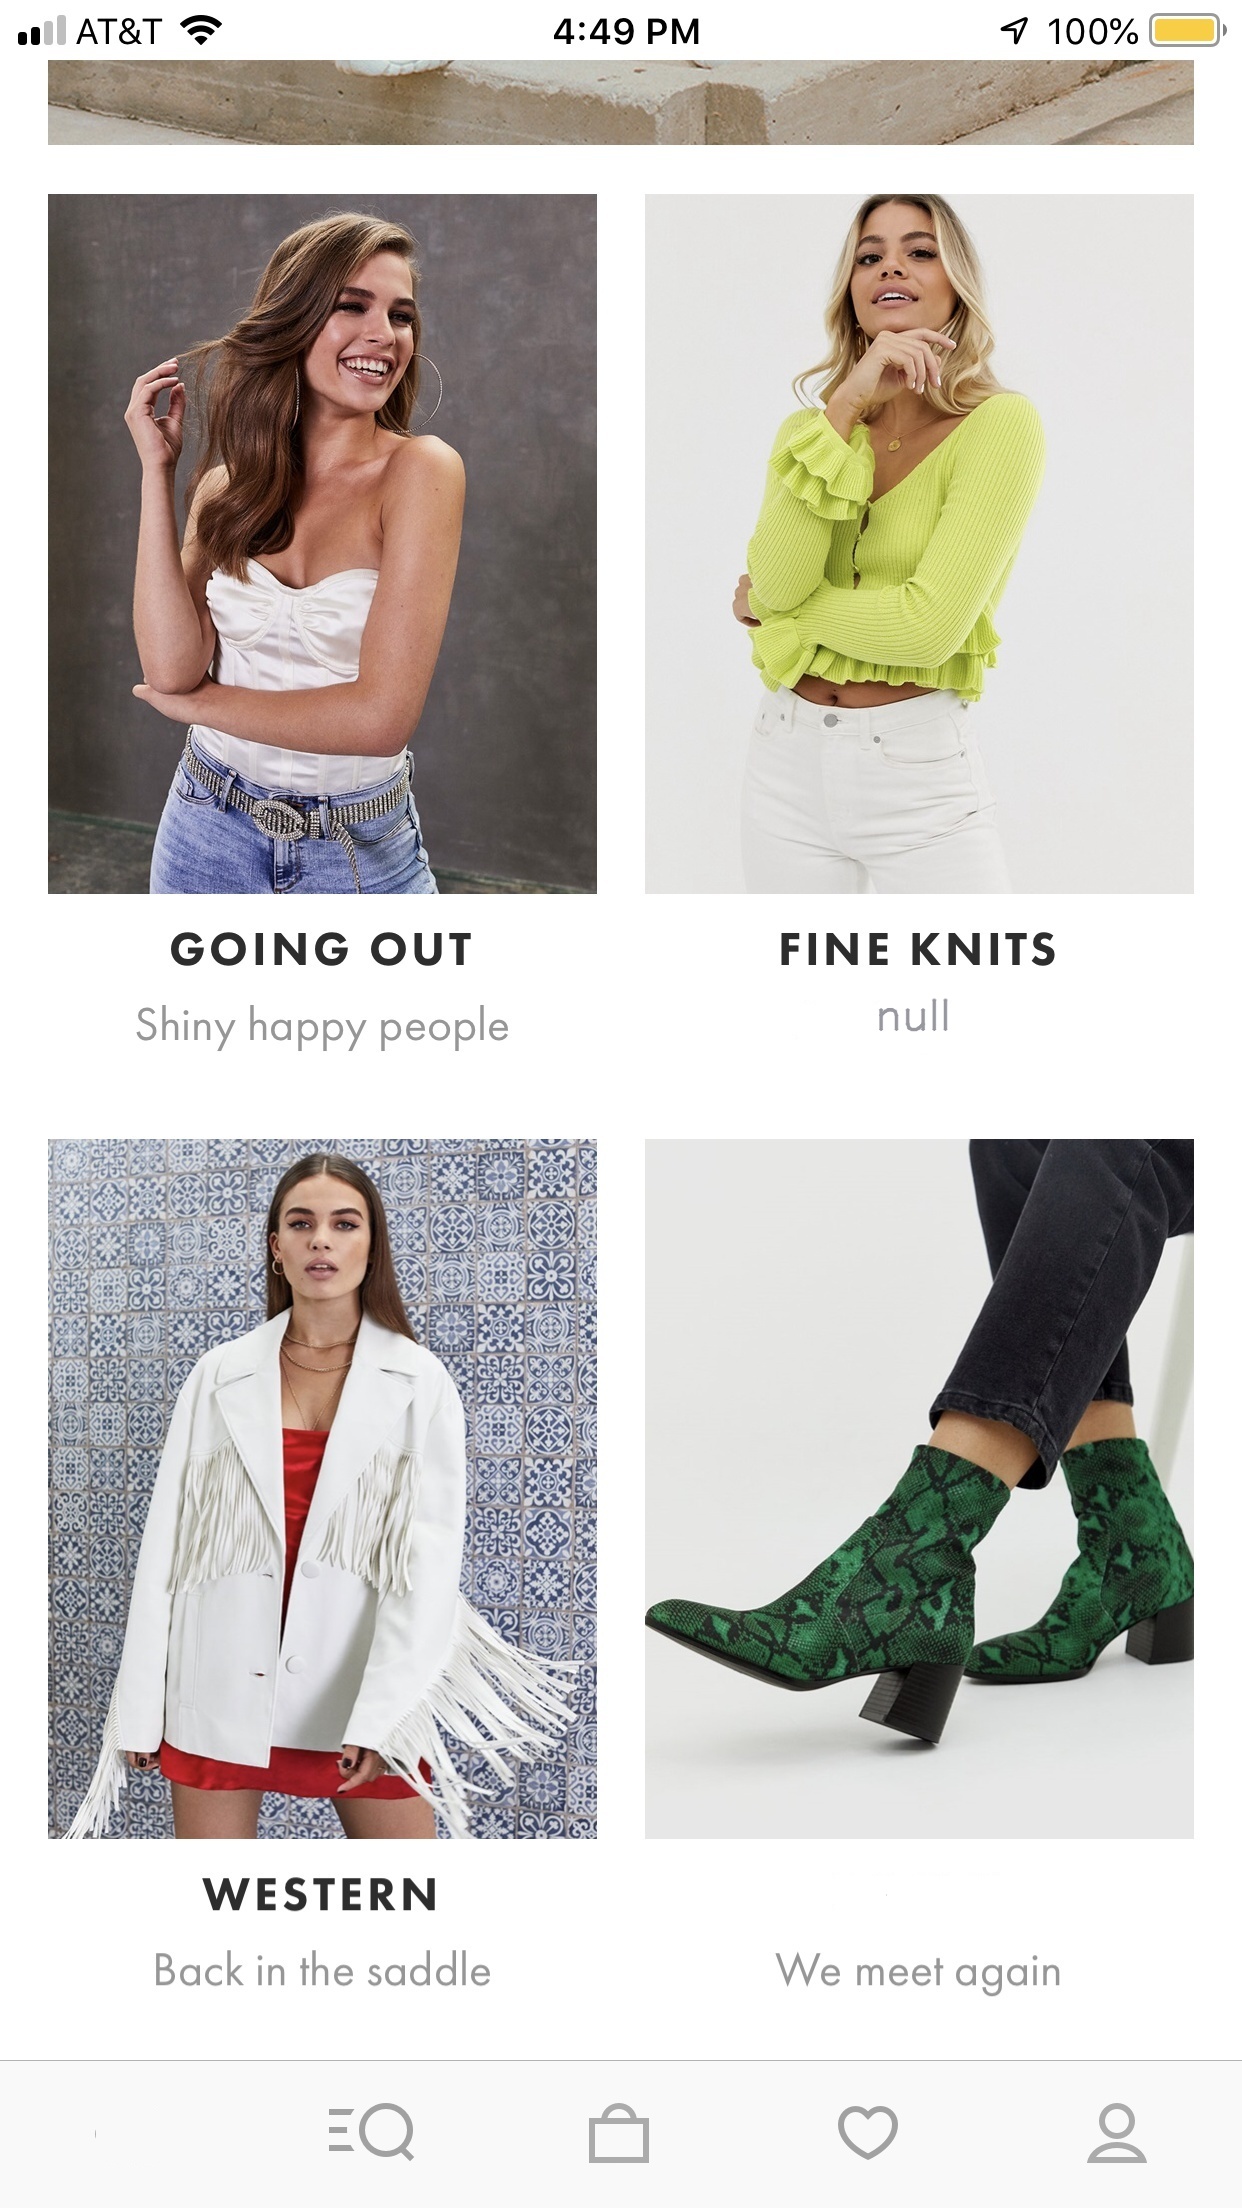 AT&T 4:49 PM 100%
GOING OUT
Shiny happy people
FINE KNITS
null
WESTERN
Back in the saddle
We meet again